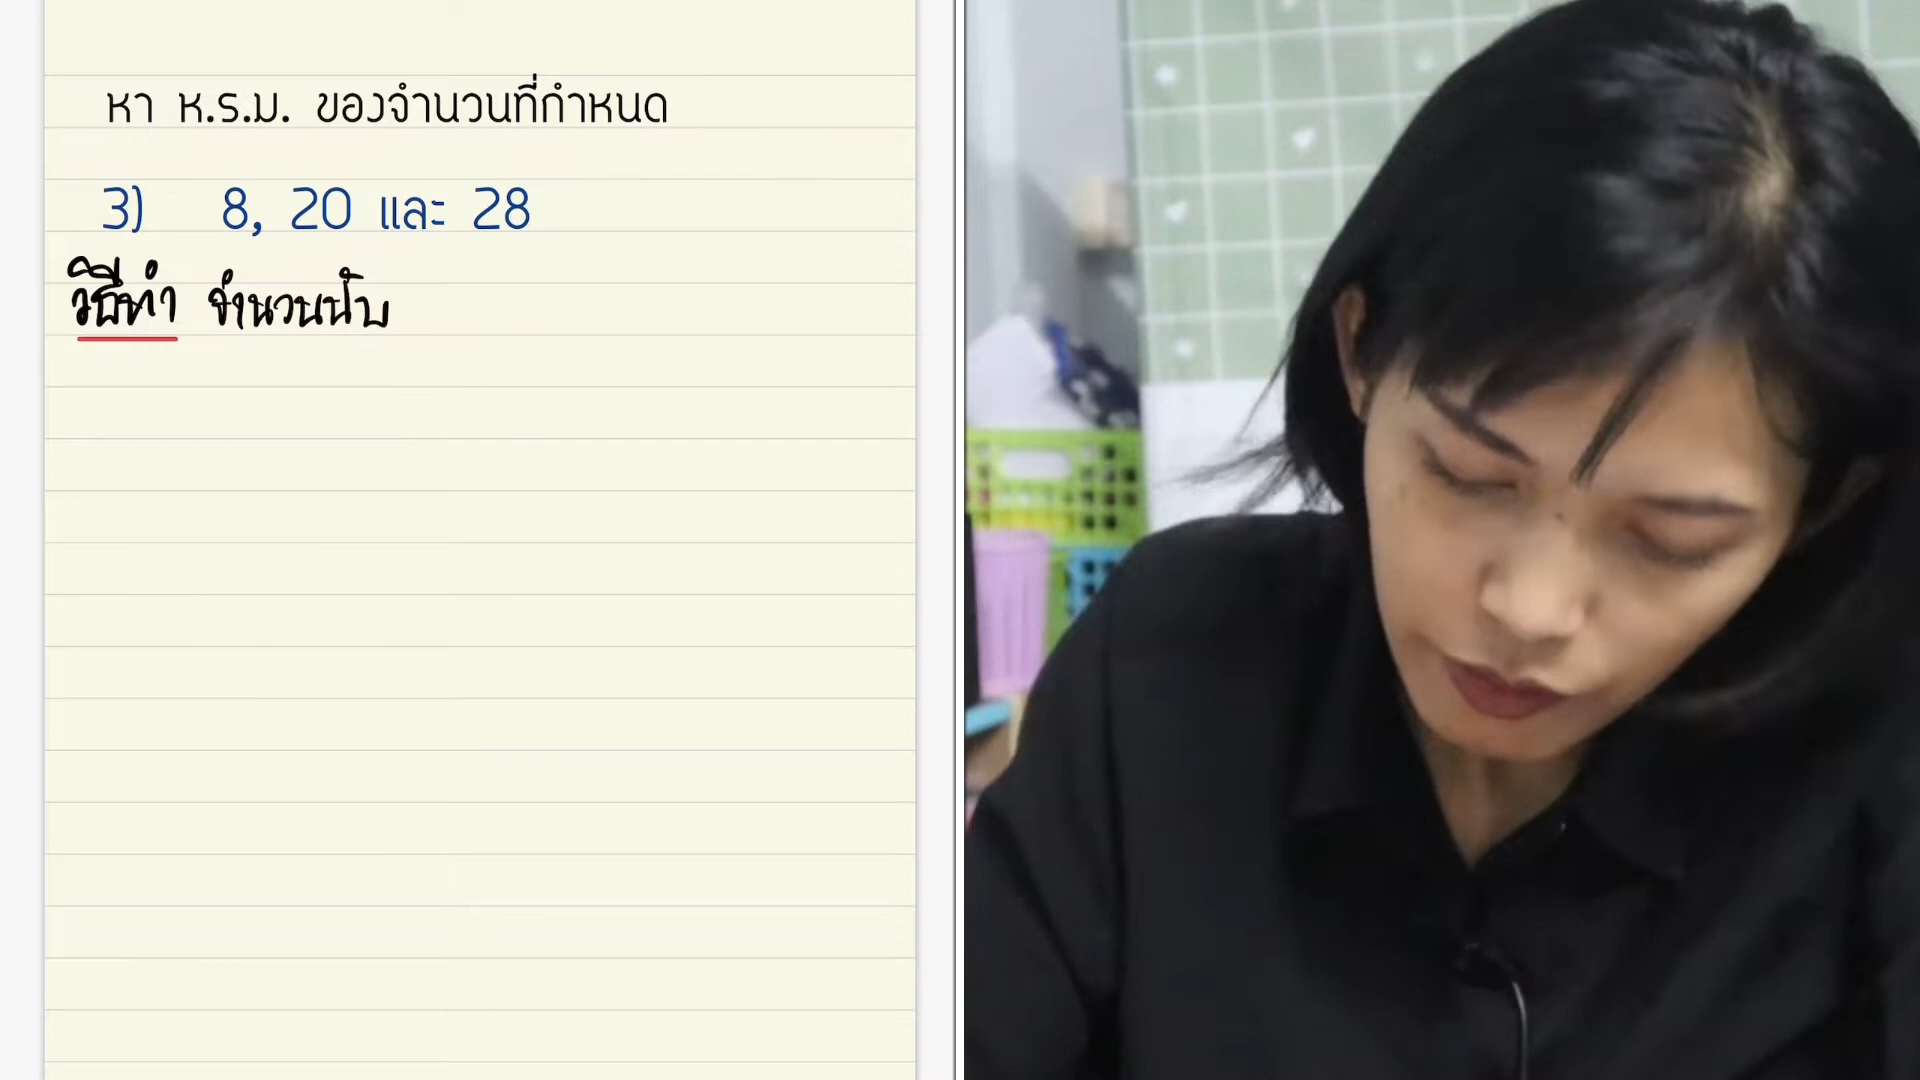 หา ห.ร.ม. ของจำนวนที่กำหนด
3) 8, 20 และ 28
วิธีทำ จำนวนนับ